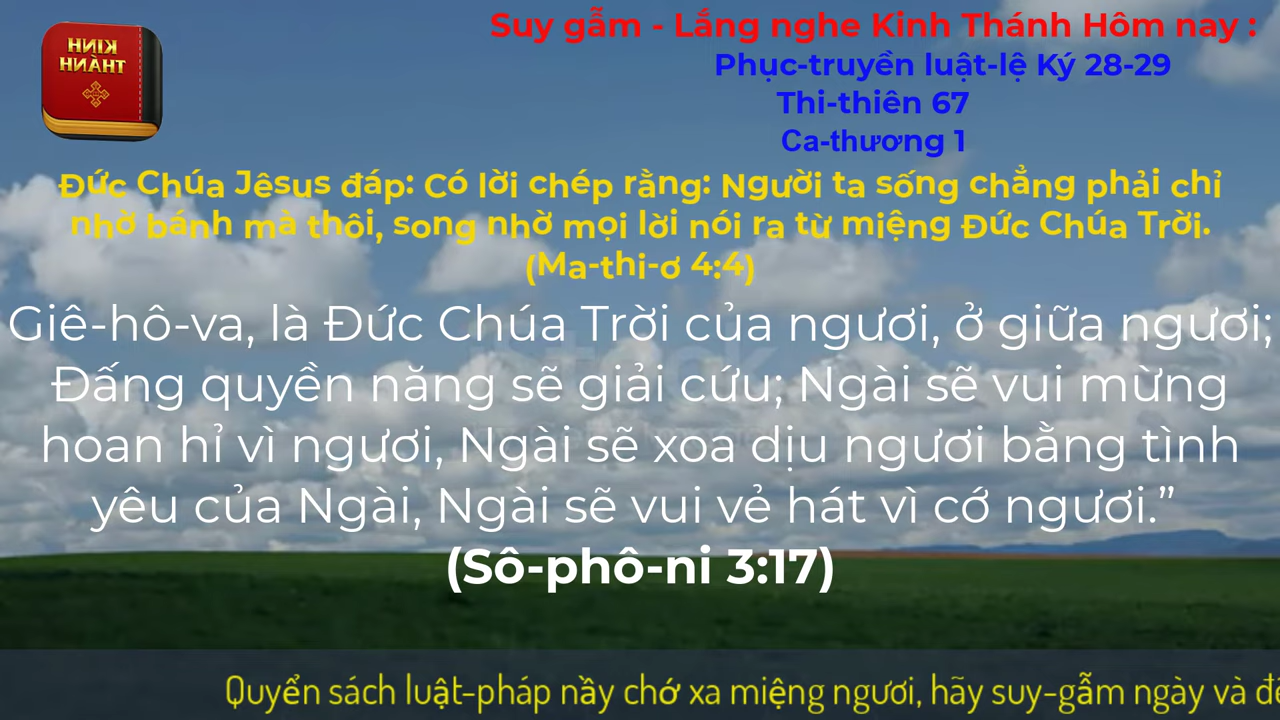 KINH
THÁNH
Suy gẫm - Lắng nghe Kinh Thánh Hôm nay :
Phục-truyền luật-lệ Ký 28-29
Thi-thiên 67
Ca-thương 1
Đức Chúa Jêsus đáp: Có lời chép rằng: Người ta sống chẳng phải chỉ
nhờ bánh mà thôi, song nhờ mọi lời nói ra từ miệng Đức Chúa Trời.
(Ma-thi-ơ 4:4)
Giê-hô-va, là Đức Chúa Trời của ngươi, ở giữa ngươi;
Đấng quyền năng sẽ giải cứu; Ngài sẽ vui mừng
hoan hỉ vì ngươi, Ngài sẽ xoa dịu ngươi bằng tình
yêu của Ngài, Ngài sẽ vui vẻ hát vì cớ ngươi.”
(Sô-phô-ni 3:17)
Quyển sách luật-pháp nầy chớ xa miệng ngươi, hãy suy-gẫm ngày và